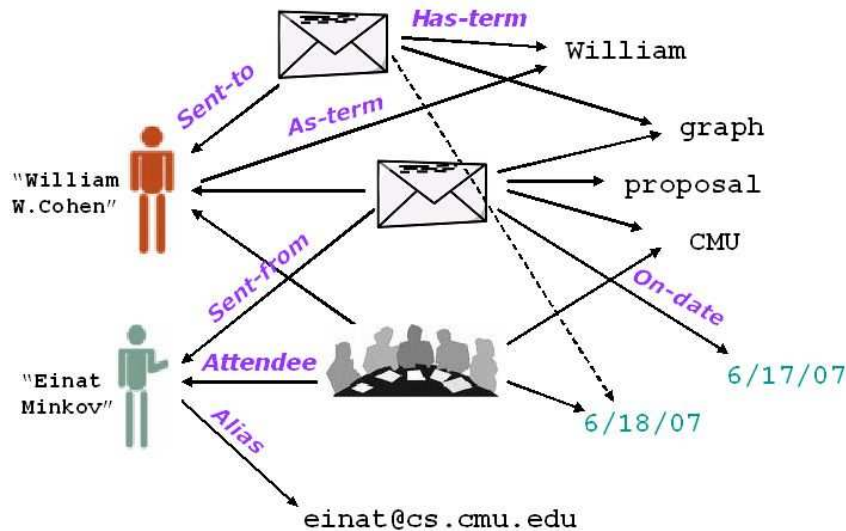 Has-term
William
Sent-to
As-term
graph
"William
W.Cohen"
proposal
CMU
Sent-from
On-date
Attendee
6/17/07
"Einat
Minkov"
6/18/07
Alias
einat@cs.cmu.edu